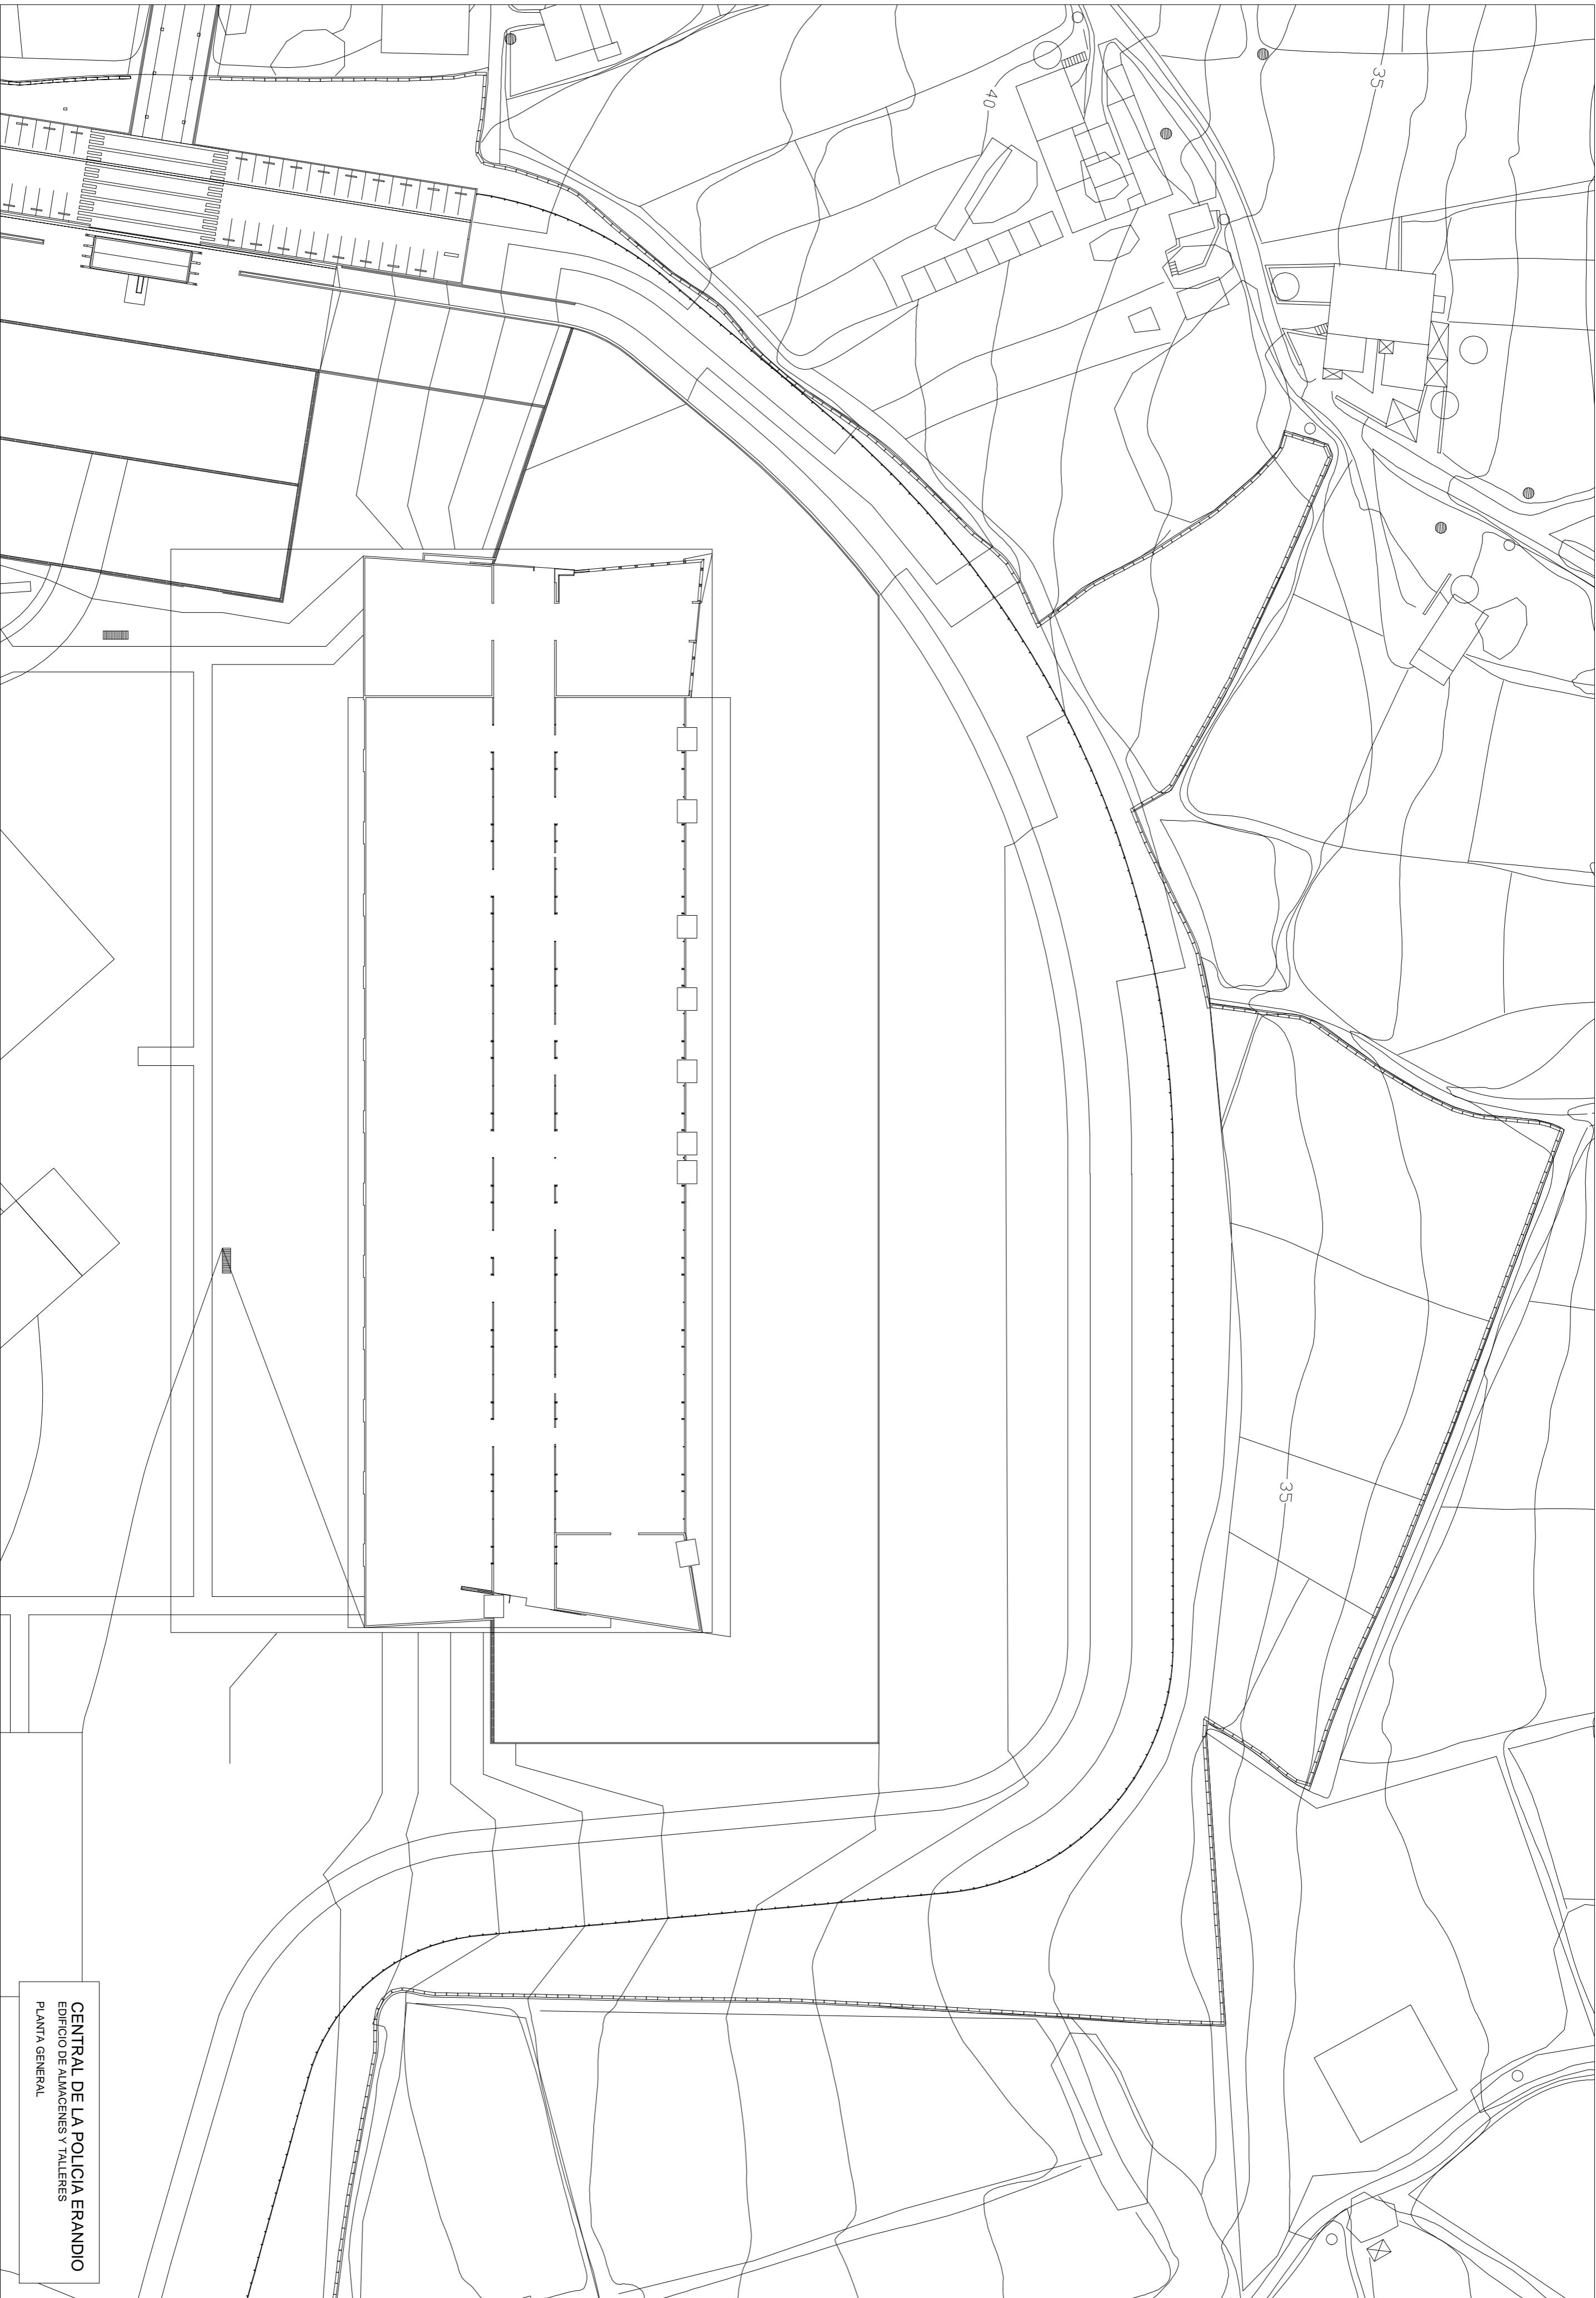 40
35
35
CENTRAL DE LA POLICIA ERANDIO
EDIFICIO DE ALMACENES Y TALLERES
PLANTA GENERAL